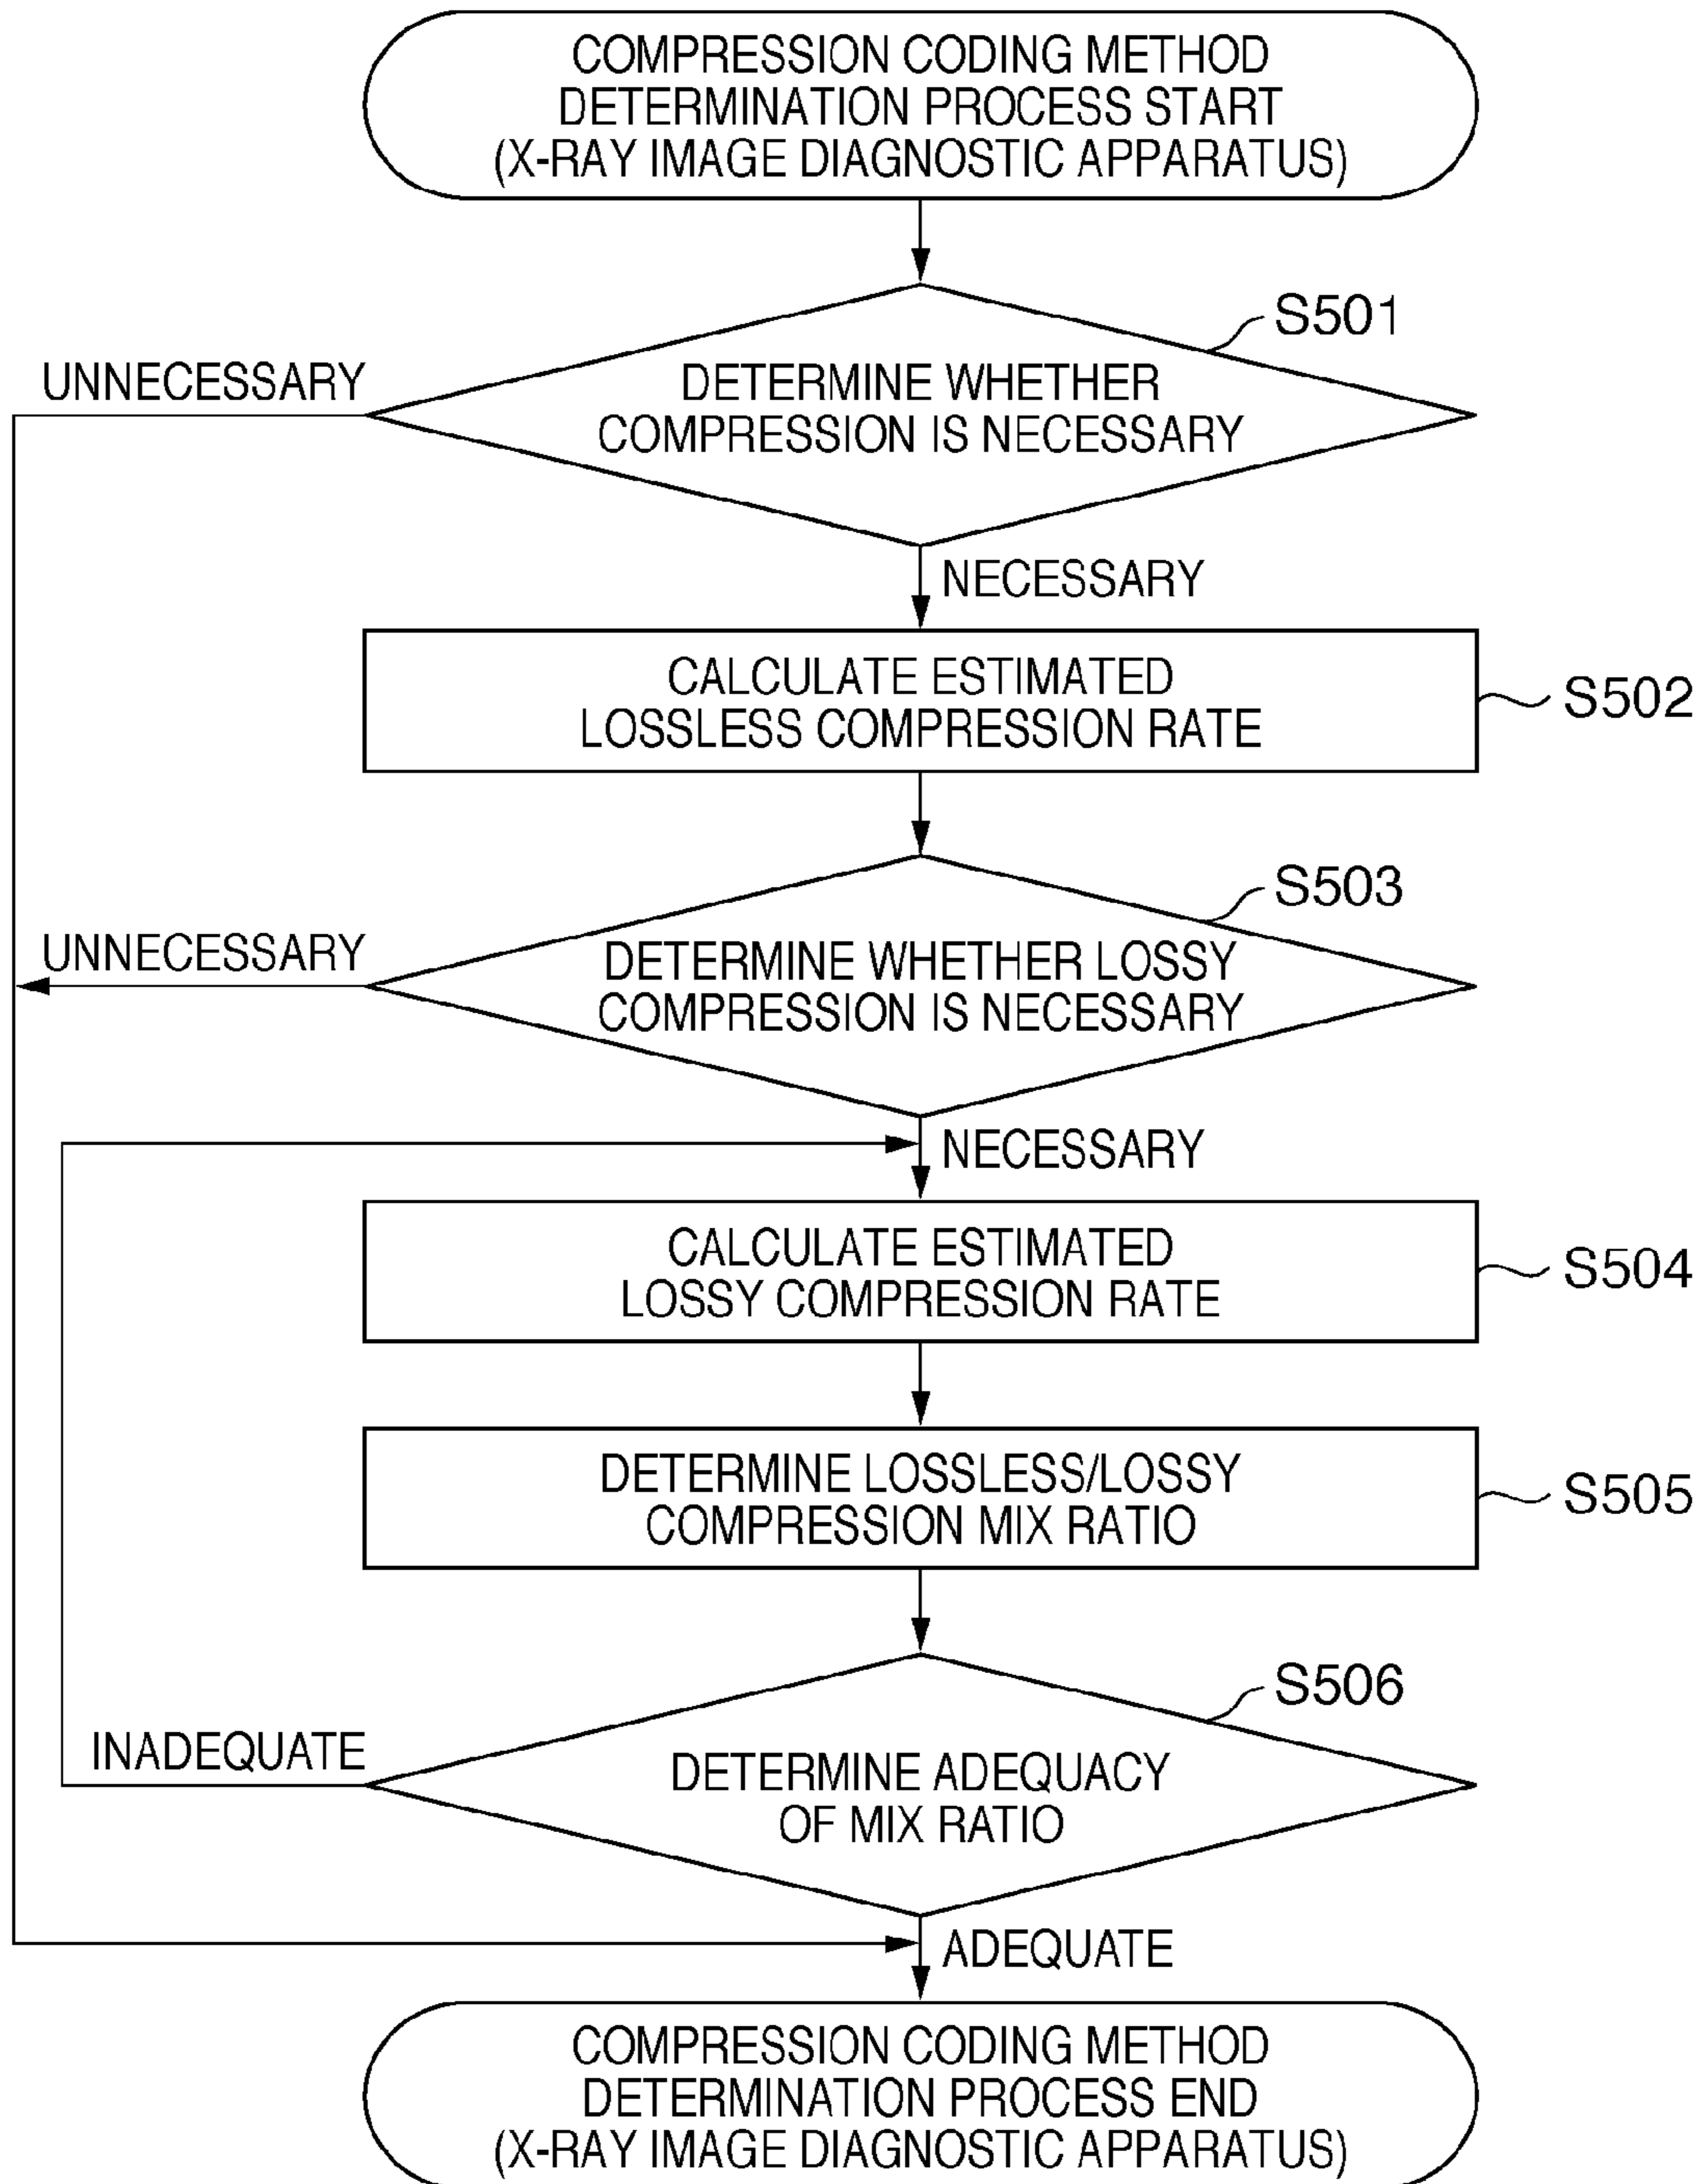 COMPRESSION CODING METHOD
DETERMINATION PROCESS START
(X-RAY IMAGE DIAGNOSTIC APPARATUS)
S501
UNNECESSARY
DETERMINE WHETHER
COMPRESSION IS NECESSARY
NECESSARY
CALCULATE ESTIMATED
LOSSLESS COMPRESSION RATE
S502
S503
UNNECESSARY
DETERMINE WHETHER LOSSY
COMPRESSION IS NECESSARY
NECESSARY
CALCULATE ESTIMATED
LOSSY COMPRESSION RATE
S504
DETERMINE LOSSLESS/LOSSY
COMPRESSION MIX RATIO
S505
S506
INADEQUATE
DETERMINE ADEQUACY
OF MIX RATIO
ADEQUATE
COMPRESSION CODING METHOD
DETERMINATION PROCESS END
(X-RAY IMAGE DIAGNOSTIC APPARATUS)